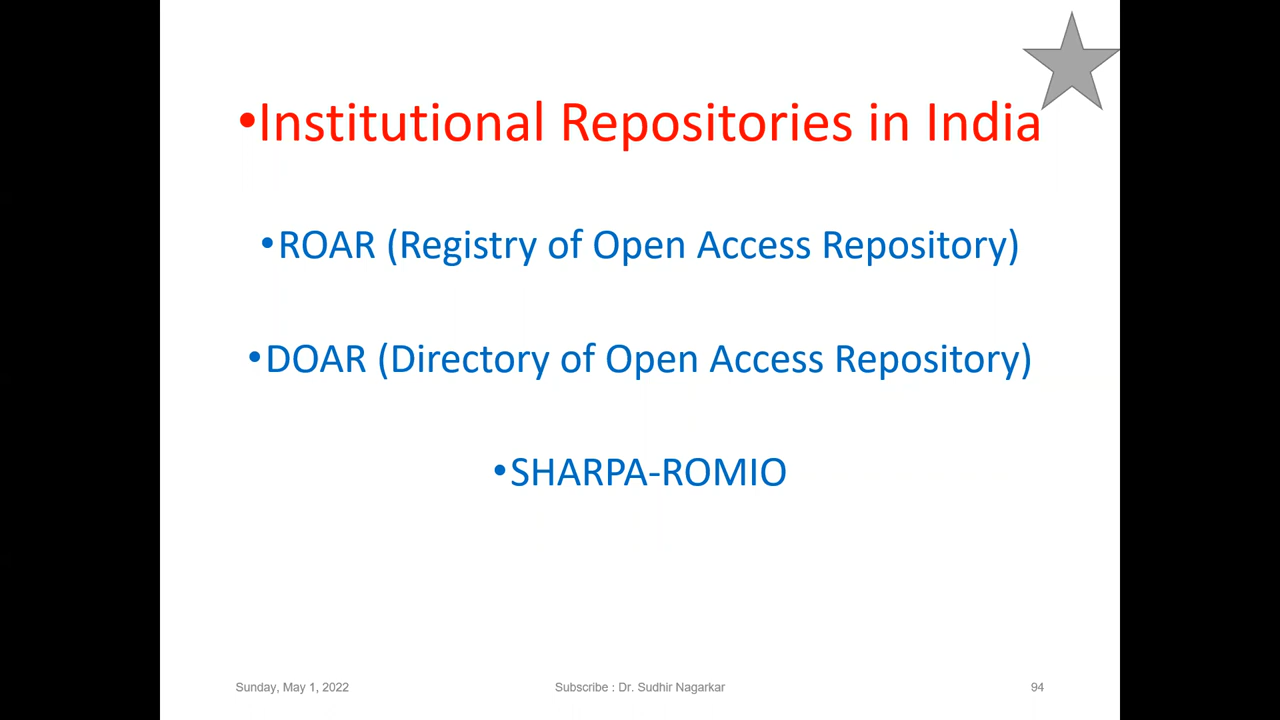 •Institutional Repositories in India
•ROAR (Registry of Open Access Repository)
•DOAR (Directory of Open Access Repository)
•SHARPA-ROMIO
Sunday, May 1, 2022
Subscribe : Dr. Sudhir Nagarkar
94